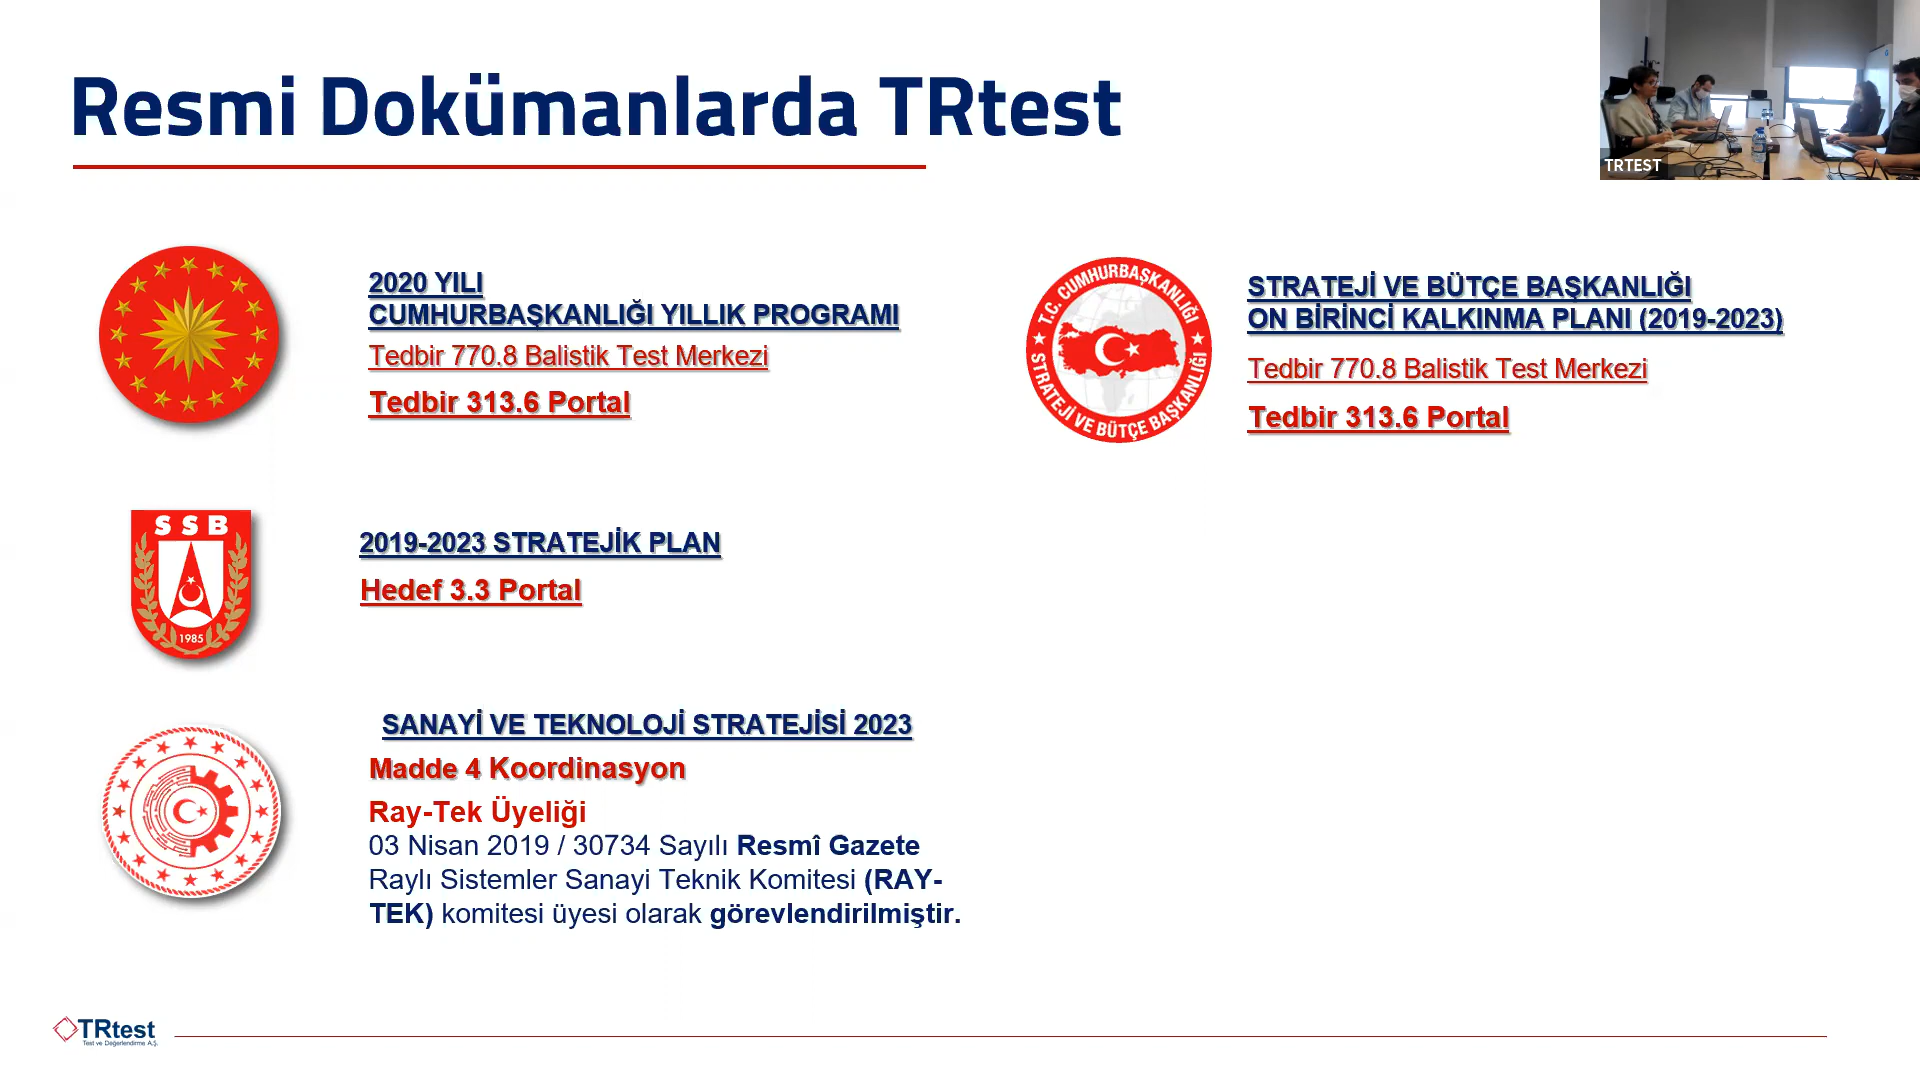 Resmi Dokümanlarda TRtest
TRTEST
2020 YILI
CUMHURBAŞKANLIĞI YILLIK PROGRAMI
Tedbir 770.8 Balistik Test Merkezi
Tedbir 313.6 Portal
T.C. CUMHURBAŞKANLIĞI
STRATEJİ VE BÜTÇE BAŞKANLIĞI
STRATEJİ VE BÜTÇE BAŞKANLIĞI
ON BİRİNCİ KALKINMA PLANI (2019-2023)
Tedbir 770.8 Balistik Test Merkezi
Tedbir 313.6 Portal
SSB
1985
2019-2023 STRATEJİK PLAN
Hedef 3.3 Portal
SANAYİ VE TEKNOLOJİ STRATEJİSİ 2023
Madde 4 Koordinasyon
Ray-Tek Üyeliği
03 Nisan 2019 / 30734 Sayılı Resmî Gazete
Raylı Sistemler Sanayi Teknik Komitesi (RAY-
TEK) komitesi üyesi olarak görevlendirilmiştir.
TRtest
Test ve Değerlendirme A.Ş.